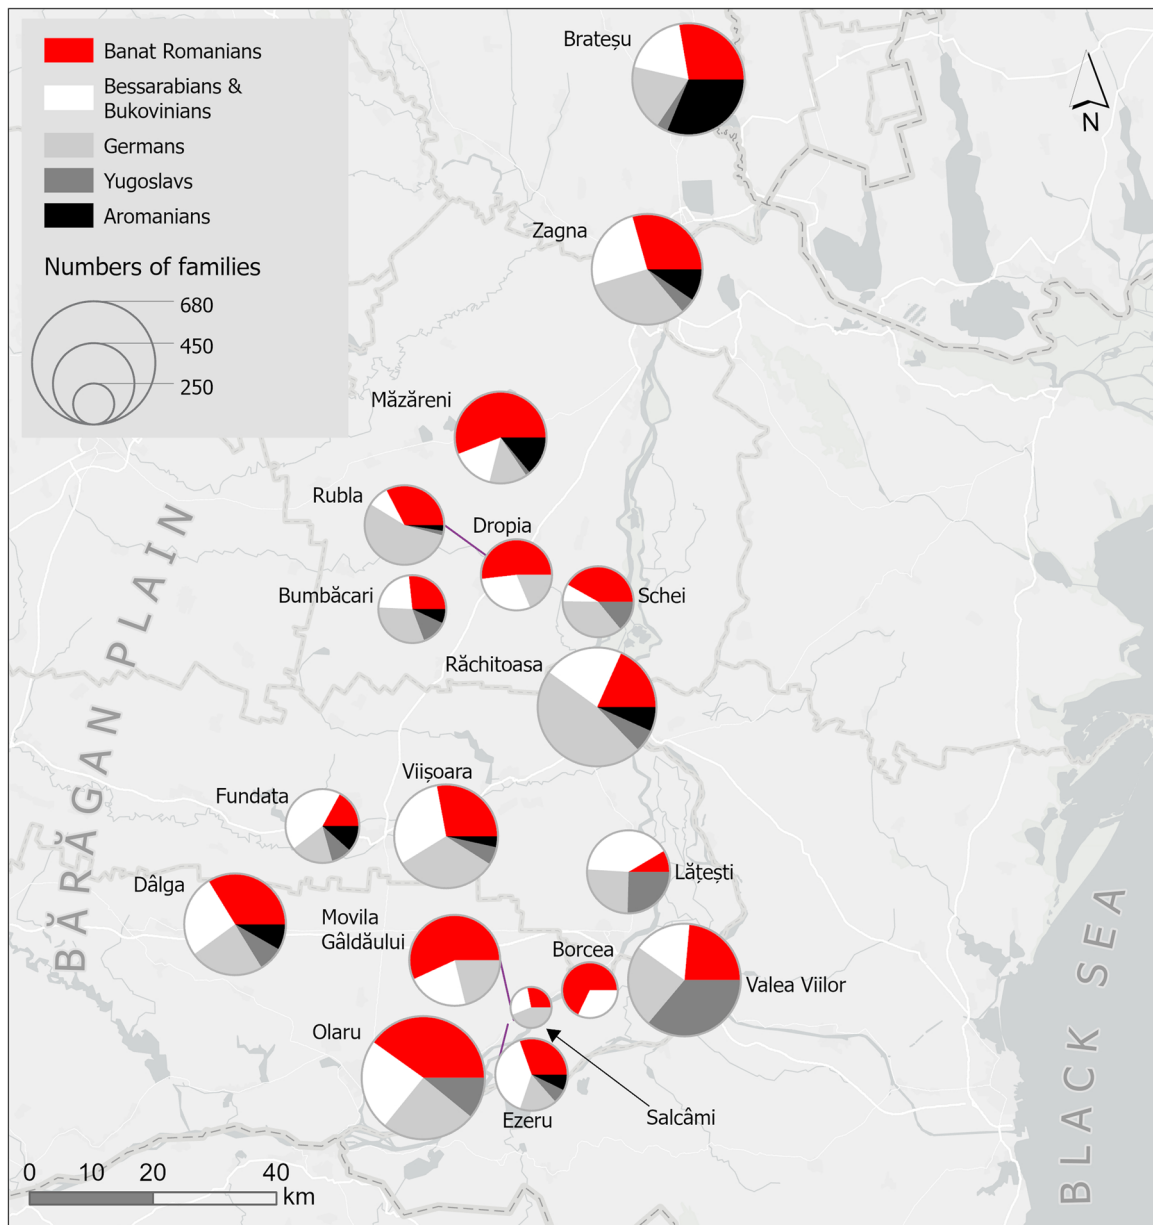 Banat Romanians
Bessarabians &
Bukovinians
Germans
Yugoslavs
Aromanians
Numbers of families
680
450
250
Brateșu
N
Zagna
Măzăreni
Rubla
Dropia
Bumbăcari
Schei
Răchitoasa
BĂRĂGAN PLAIN
Viișoara
Fundata
Lătești
Dâlga
Movila
Gâldăului
Borcea
Valea Viilor
Olaru
Ezeru
Salcâmi
BLACK SEA
0 10 20 40
km